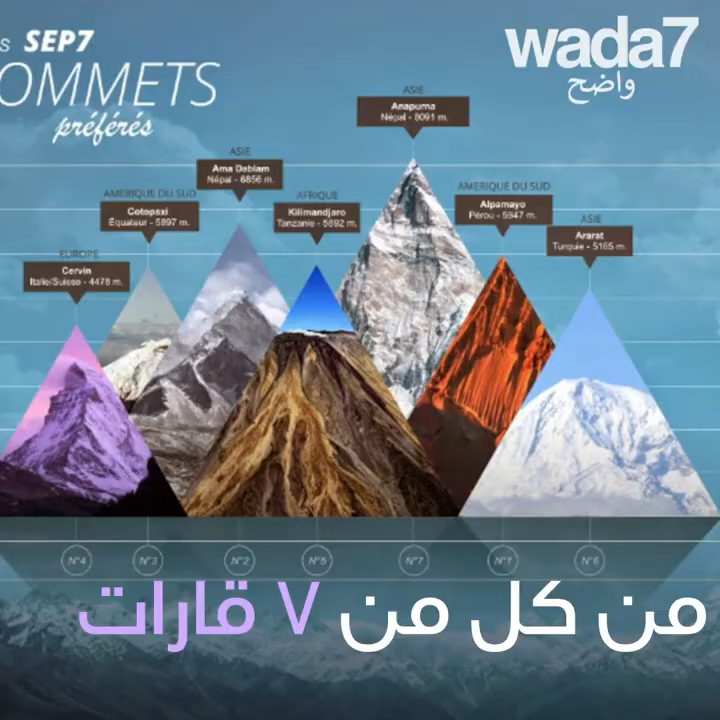 s SEP7
OMMETS
préférés
wada7
واضح
ASIE
Anapurna
Népal - 8091 m.
ASIE
Ama Dablam
Népal - 6856 m.
AMERIQUE DU SUD
Cotopaxi
Équateur - 5897 m.
AFRIQUE
Kilimandjaro
Tanzanie - 5892 m.
AMERIQUE DU SUD
Alpamayo
Pérou - 5947 m.
ASIE
Ararat
Turquie - 5165 m.
EUROPE
Cervin
Italie/Suisse - 4478 m.
N°4 N°3 N°2 N°5 N°7 N°1 N°6
من كل من ٧ قارات